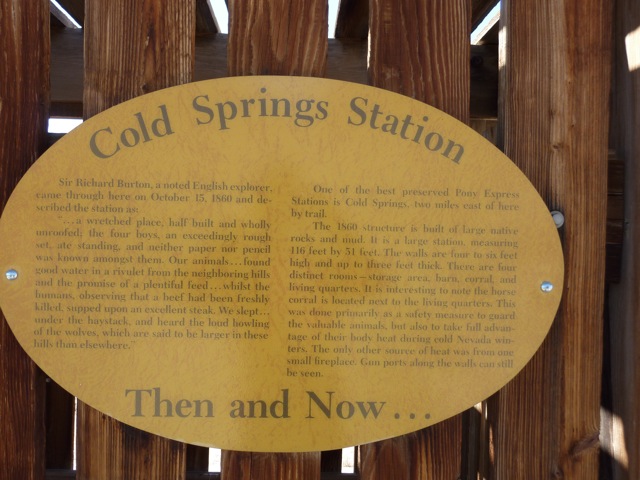 Cold Springs Station
Sir Richard Burton, a noted English explorer,
came through here on October 15, 1860 and de-
scribed the station as:
"...a wretched place, half built and wholly
unroofed; the four boys, an exceedingly rough
set, ate standing, and neither paper nor pencil
was known amongst them. Our animals...found
good water in a rivulet from the neighboring hills
and the promise of a plentiful feed...whilst the
humans, observing that a beef had been freshly
killed, supped upon an excellent steak. We slept...
under the haystack, and heard the loud howling
of the wolves, which are said to be larger in these
hills than elsewhere."
One of the best preserved Pony Express
Stations is Cold Springs, two miles east of here
by trail.
The 1860 structure is built of large native
rocks and mud. It is a large station, measuring
116 feet by 51 feet. The walls are four to six feet
high and up to three feet thick. There are four
distinct rooms – storage area, barn, corral, and
living quarters. It is interesting to note the horse
corral is located next to the living quarters. This
was done primarily as a safety measure to guard
the valuable animals, but also to take full advan-
tage of their body heat during cold Nevada win-
ters. The only other source of heat was from one
small fireplace. Gun ports along the walls can still
be seen.
Then and Now...